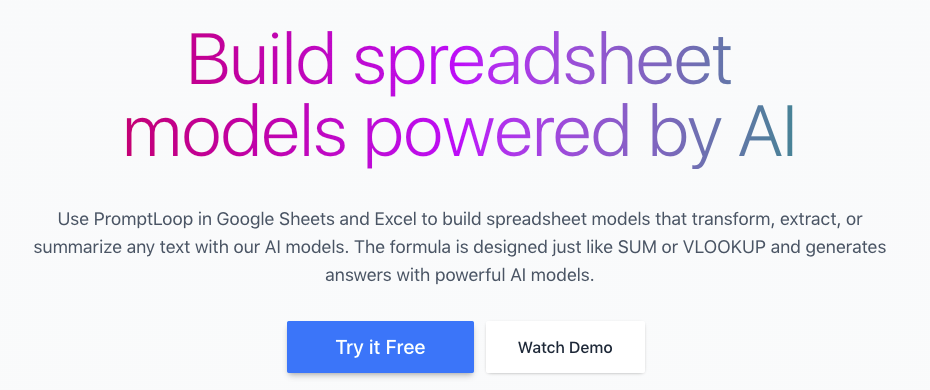 Build spreadsheet
models powered by AI
Use PromptLoop in Google Sheets and Excel to build spreadsheet models that transform, extract, or
summarize any text with our AI models. The formula is designed just like SUM or VLOOKUP and generates
answers with powerful AI models.
Try it Free
Watch Demo